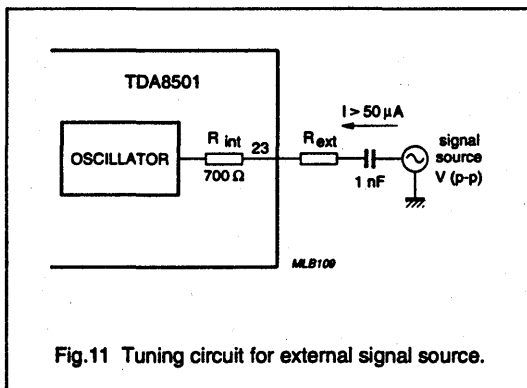 TDA8501
I > 50 μA
OSCILLATOR
R int
23
R ext
700 Ω
1 nF
signal
source
V (p-p)
MLB109
Fig.11 Tuning circuit for external signal source.